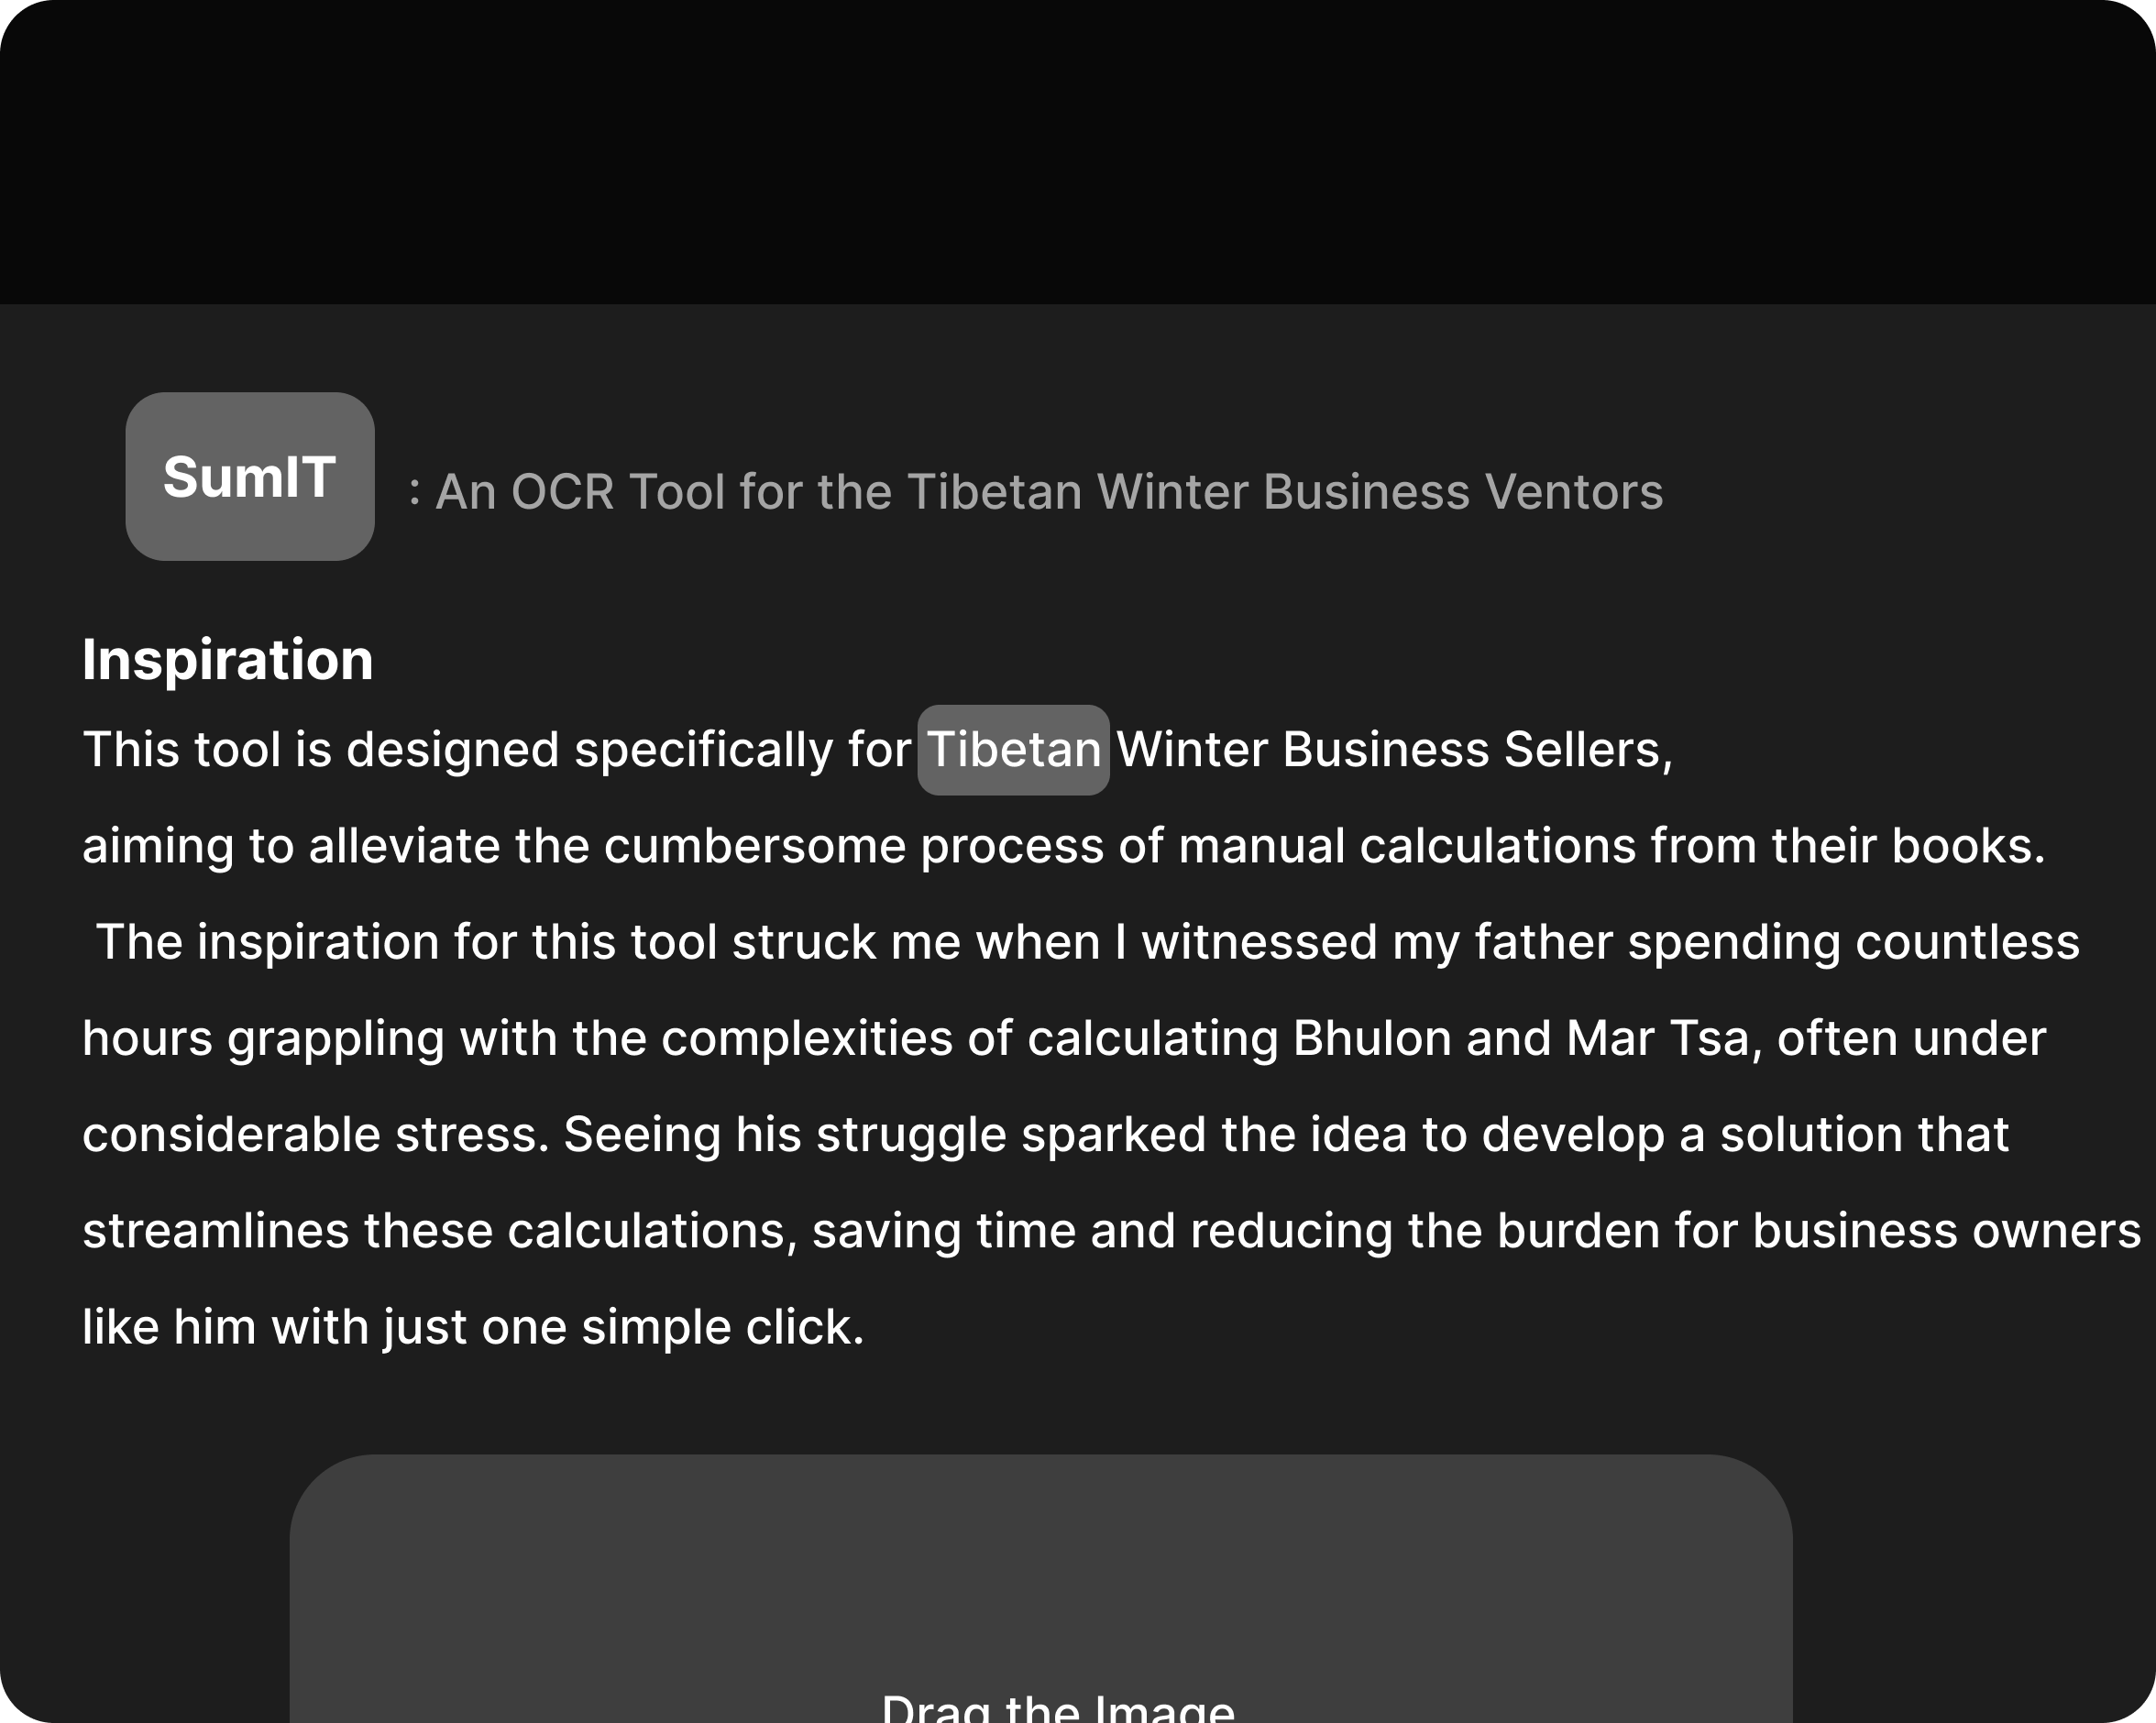 SumIT : An OCR Tool for the Tibetan Winter Business Ventors
Inspiration
This tool is designed specifically for Tibetan Winter Business Sellers,
aiming to alleviate the cumbersome process of manual calculations from their books.
The inspiration for this tool struck me when I witnessed my father spending countless
hours grappling with the complexities of calculating Bhulon and Mar Tsa, often under
considerable stress. Seeing his struggle sparked the idea to develop a solution that
streamlines these calculations, saving time and reducing the burden for business owners
like him with just one simple click.
Drag the Image